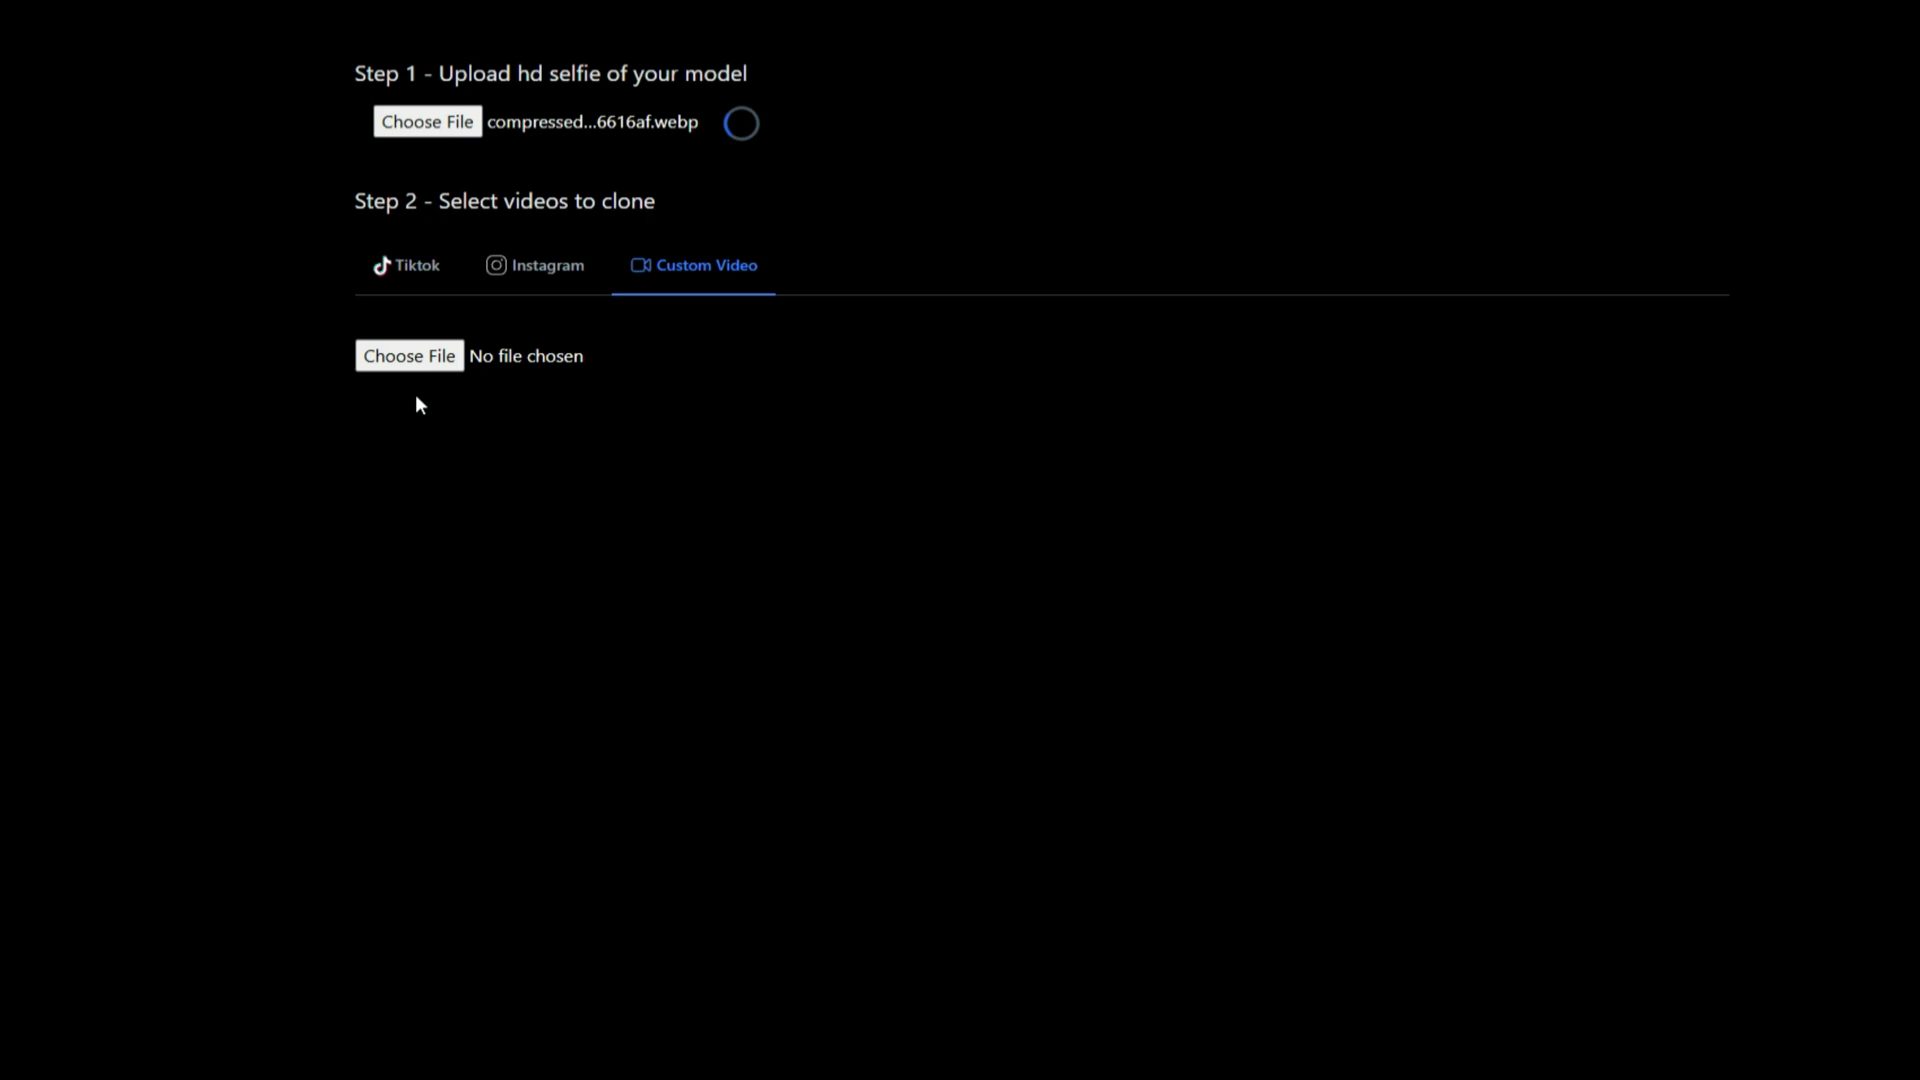 Step 1 - Upload hd selfie of your model
Choose File compressed...6616af.webp
Step 2 - Select videos to clone
Tiktok Instagram Custom Video
Choose File No file chosen